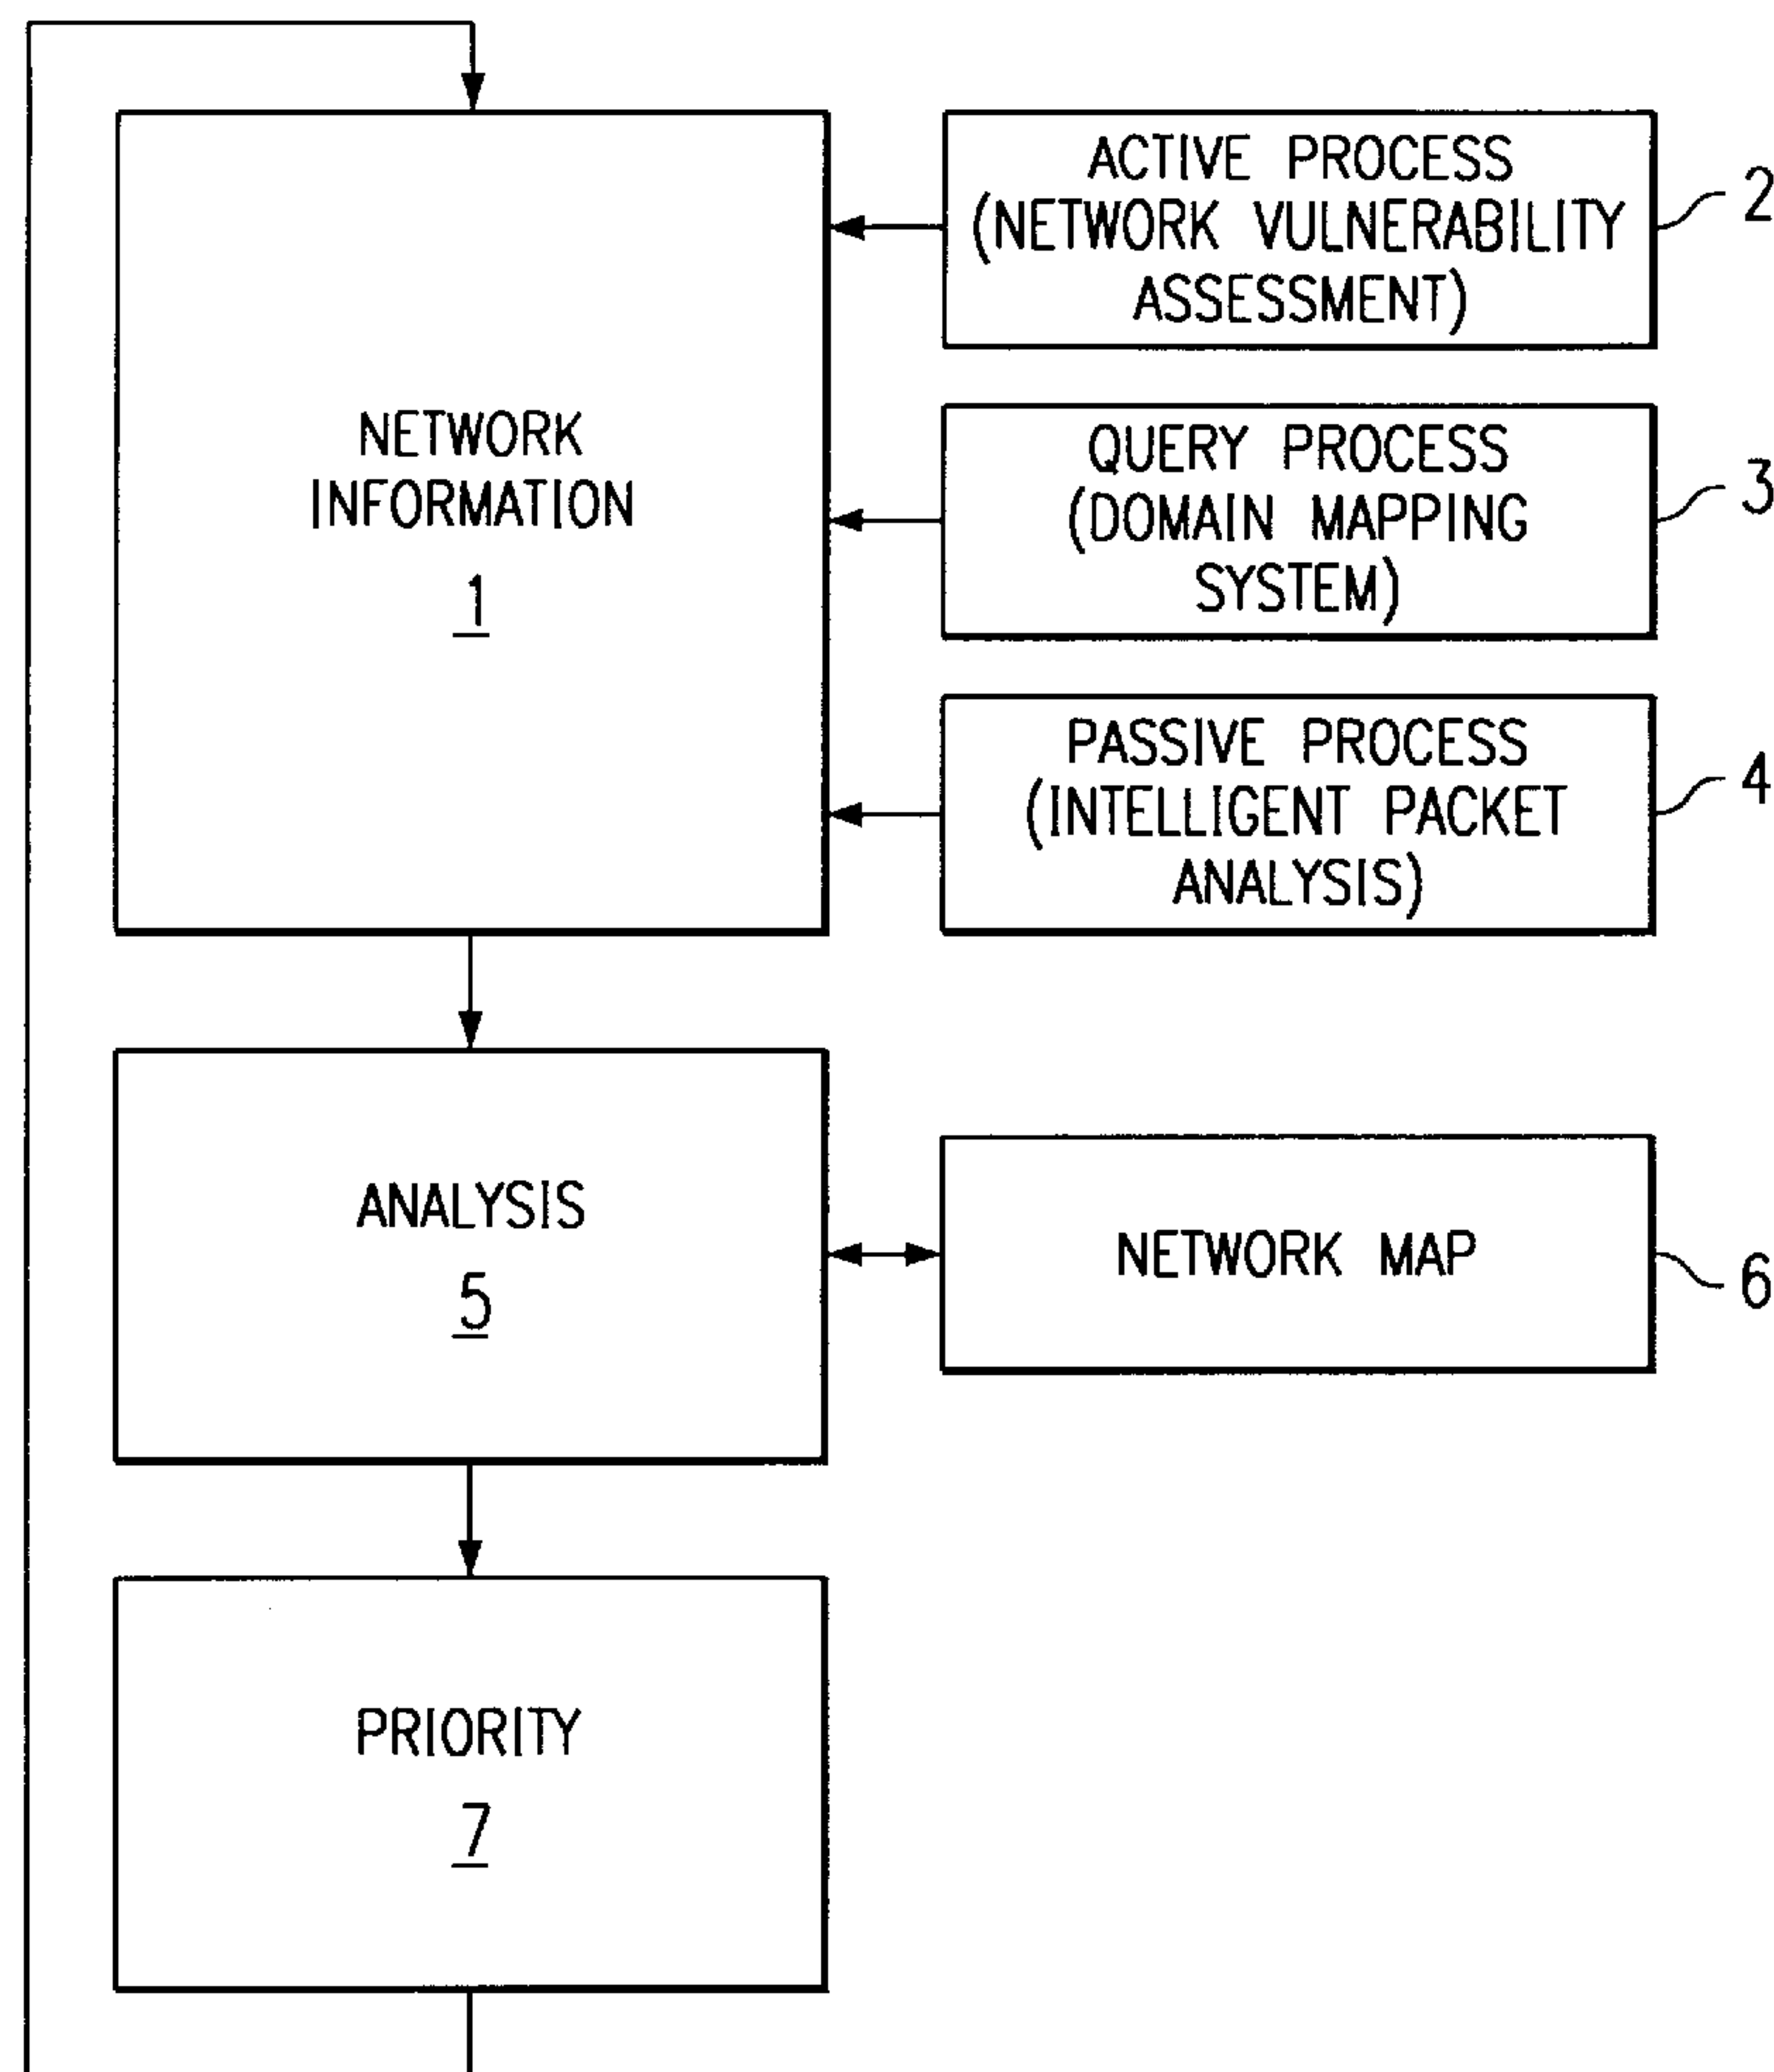 NETWORK
INFORMATION
1
ACTIVE PROCESS
(NETWORK VULNERABILITY
ASSESSMENT)
2
QUERY PROCESS
(DOMAIN MAPPING
SYSTEM)
3
PASSIVE PROCESS
(INTELLIGENT PACKET
ANALYSIS)
4
ANALYSIS
5
NETWORK MAP
6
PRIORITY
7